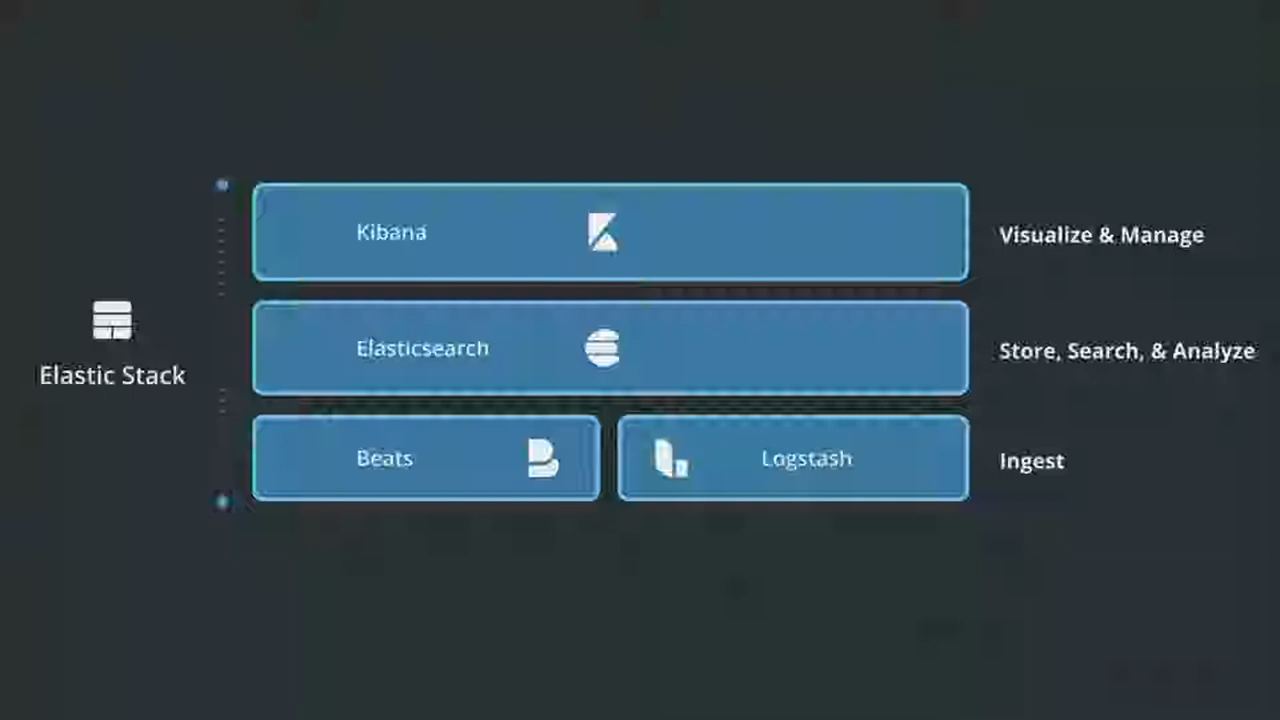 Kibana
Visualize & Manage
Elasticsearch
Store, Search, & Analyze
Elastic Stack
Beats
Logstash
Ingest